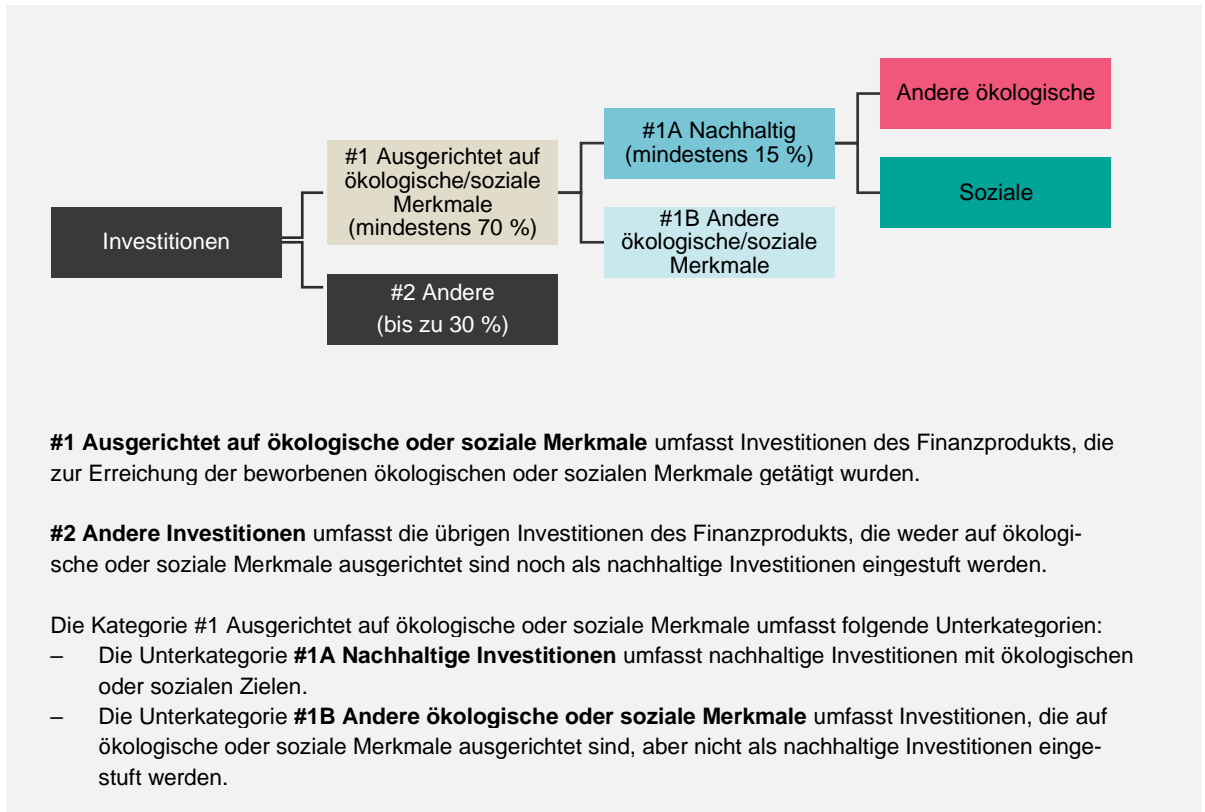 Investitionen
#1 Ausgerichtet auf
ökologische/soziale
Merkmale
(mindestens 70 %)
#2 Andere
(bis zu 30 %)
#1A Nachhaltig
(mindestens 15 %)
#1B Andere
ökologische/soziale
Merkmale
Andere ökologische
Soziale
#1 Ausgerichtet auf ökologische oder soziale Merkmale umfasst Investitionen des Finanzprodukts, die
zur Erreichung der beworbenen ökologischen oder sozialen Merkmale getätigt wurden.
#2 Andere Investitionen umfasst die übrigen Investitionen des Finanzprodukts, die weder auf ökologi-
sche oder soziale Merkmale ausgerichtet sind noch als nachhaltige Investitionen eingestuft werden.
Die Kategorie #1 Ausgerichtet auf ökologische oder soziale Merkmale umfasst folgende Unterkategorien:
– Die Unterkategorie #1A Nachhaltige Investitionen umfasst nachhaltige Investitionen mit ökologischen
oder sozialen Zielen.
– Die Unterkategorie #1B Andere ökologische oder soziale Merkmale umfasst Investitionen, die auf
ökologische oder soziale Merkmale ausgerichtet sind, aber nicht als nachhaltige Investitionen einge-
stuft werden.